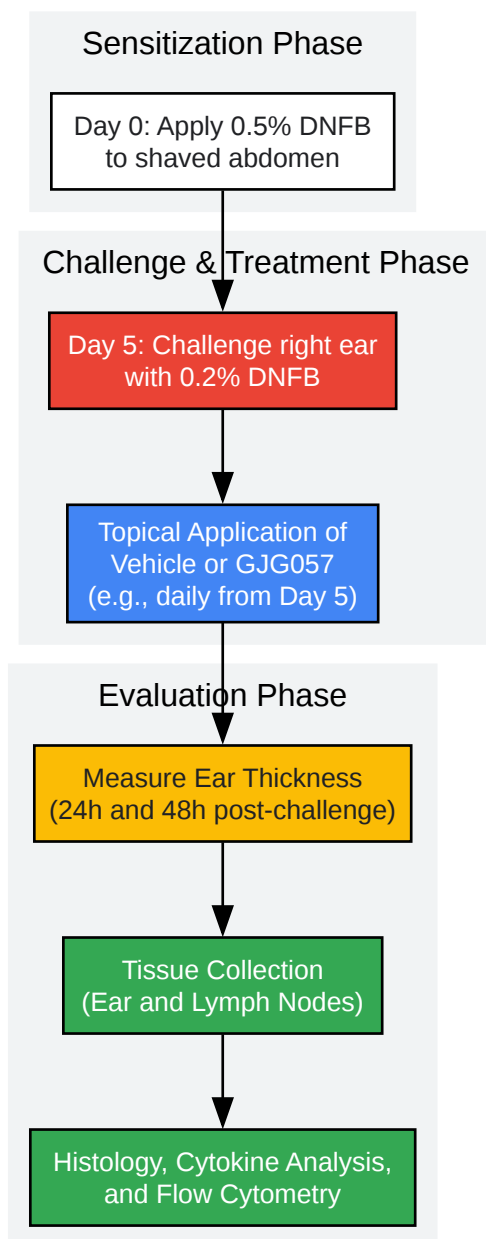 Sensitization Phase
Day 0: Apply 0.5% DNFB
to shaved abdomen
Challenge & Treatment Phase
Day 5: Challenge right ear
with 0.2% DNFB
Topical Application of
Vehicle or GJG057
(e.g., daily from Day 5)
Evaluation Phase
Measure Ear Thickness
(24h and 48h post-challenge)
Tissue Collection
(Ear and Lymph Nodes)
Histology, Cytokine Analysis,
and Flow Cytometry